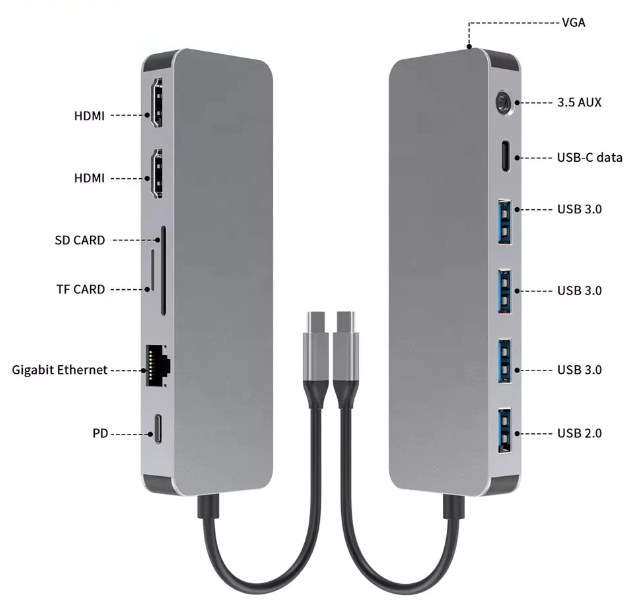 VGA
HDMI
HDMI
SD CARD
TF CARD
Gigabit Ethernet
PD
3.5 AUX
USB-C data
USB 3.0
USB 3.0
USB 3.0
USB 2.0